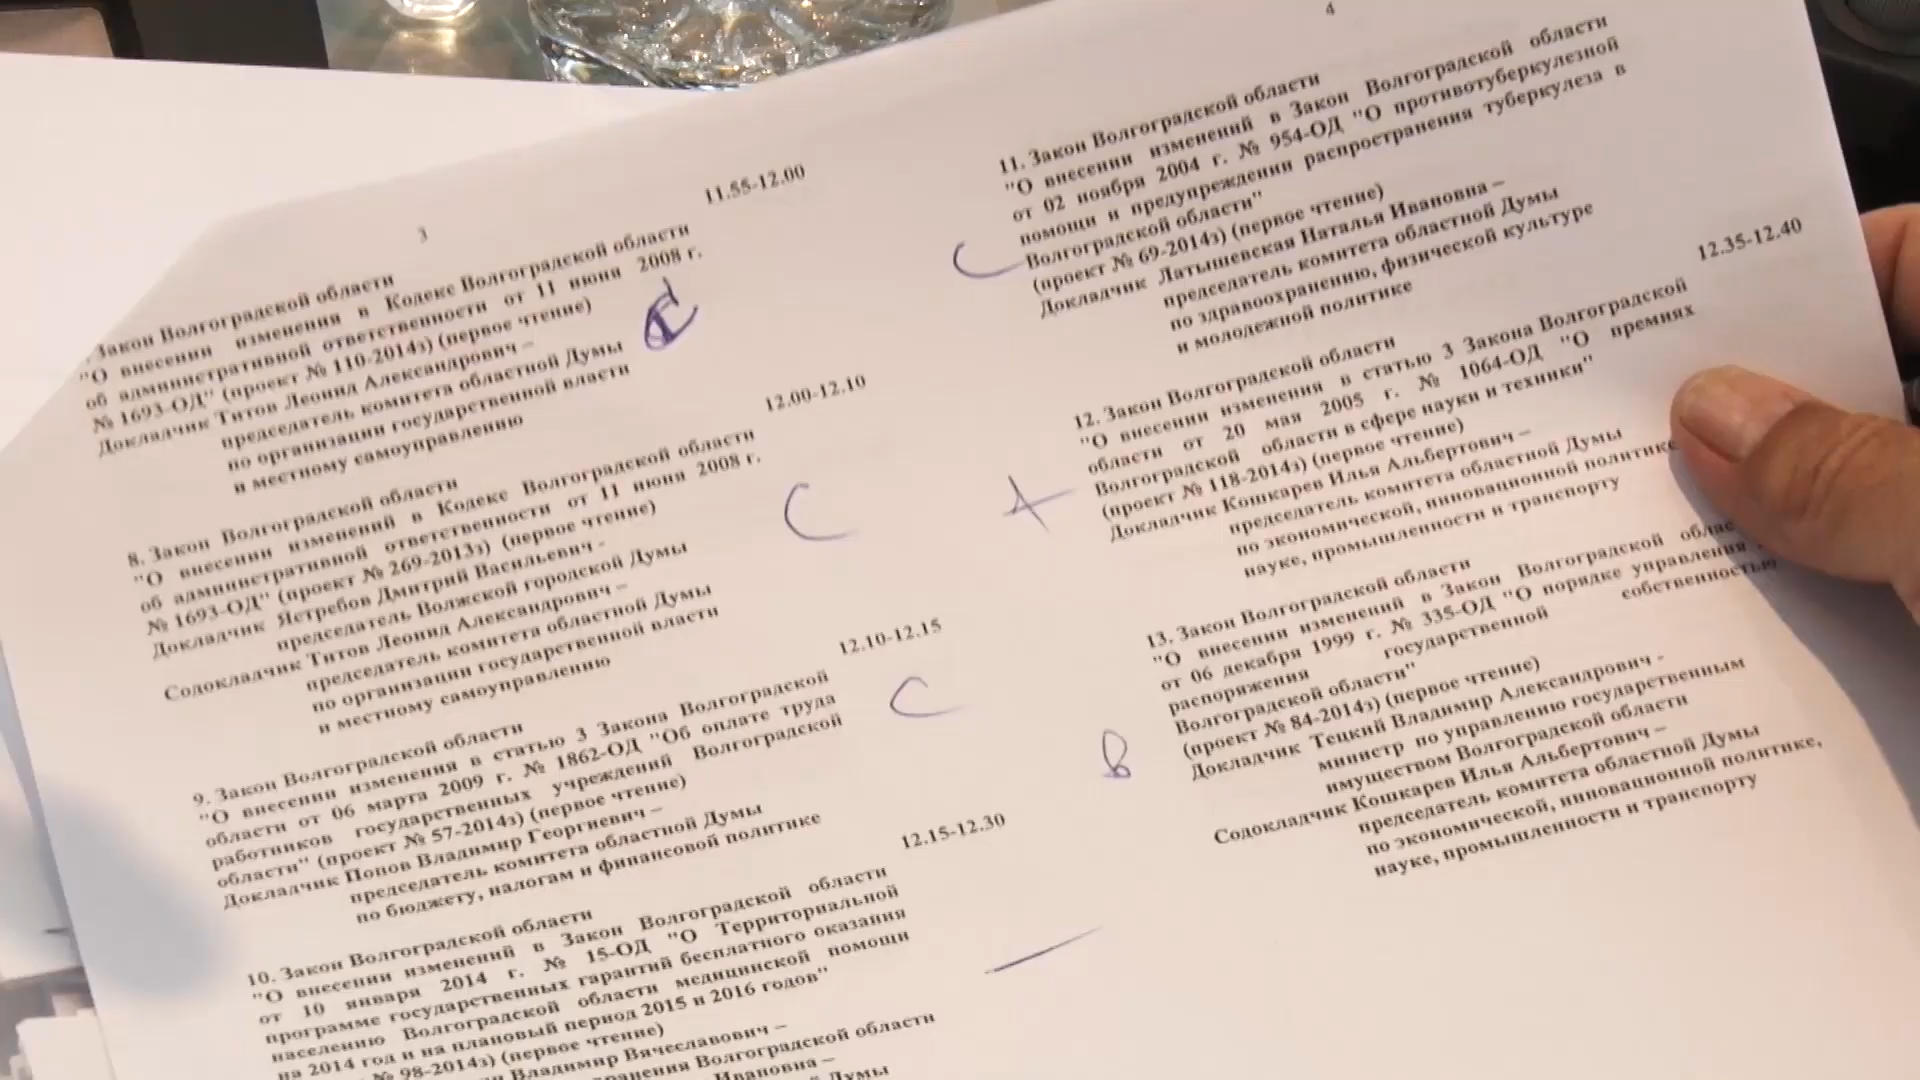 3
11.55-12.00
. Закон Волгоградской области
"О внесении изменения в Кодекс Волгоградской области
об административной ответственности от 11 июня 2008 г.
№ 1693-ОД" (проект № 110-2014з) (первое чтение)
Докладчик Титов Леонид Александрович –
председатель комитета областной Думы
по организации государственной власти
и местному самоуправлению
12.00-12.10
8. Закон Волгоградской области
"О внесении изменений в Кодекс Волгоградской области
об административной ответственности от 11 июня 2008 г.
№ 1693-ОД" (проект № 269-2013з) (первое чтение)
Докладчик Ястребов Дмитрий Васильевич -
председатель Волжской городской Думы
Содокладчик Титов Леонид Александрович –
председатель комитета областной Думы
по организации государственной власти
и местному самоуправлению
C
12.10-12.15
9. Закон Волгоградской области
"О внесении изменения в статью 3 Закона Волгоградской
области от 06 марта 2009 г. № 1862-ОД "Об оплате труда
работников государственных учреждений Волгоградской
области" (проект № 57-2014з) (первое чтение)
Докладчик Попов Владимир Георгиевич –
председатель комитета областной Думы
по бюджету, налогам и финансовой политике
C
12.15-12.30
10. Закон Волгоградской области
"О внесении изменений в Закон Волгоградской области
от 10 января 2014 г. № 15-ОД "О Территориальной
программе государственных гарантий бесплатного оказания
населению Волгоградской области медицинской помощи
на 2014 год и на плановый период 2015 и 2016 годов"
№ 98-2014з) (первое чтение)
Владимир Вячеславович –
Волгоградской области
Ивановна –
Думы
4
11. Закон Волгоградской области
"О внесении изменений в Закон Волгоградской области
от 02 ноября 2004 г. № 954-ОД "О противотуберкулезной
помощи и предупреждении распространения туберкулеза в
Волгоградской области"
(проект № 69-2014з) (первое чтение)
Докладчик Латышевская Наталья Ивановна –
председатель комитета областной Думы
по здравоохранению, физической культуре
и молодежной политике
C
12.35-12.40
12. Закон Волгоградской области
"О внесении изменения в статью 3 Закона Волгоградской
области от 20 мая 2005 г. № 1064-ОД "О премиях
Волгоградской области в сфере науки и техники"
(проект № 118-2014з) (первое чтение)
Докладчик Кошкарев Илья Альбертович –
председатель комитета областной Думы
по экономической, инновационной политике
науке, промышленности и транспорту
13. Закон Волгоградской области
"О внесении изменений в Закон Волгоградской облас
от 06 декабря 1999 г. № 335-ОД "О порядке управления
распоряжения государственной собственностью
Волгоградской области"
(проект № 84-2014з) (первое чтение)
Докладчик Тецкий Владимир Александрович -
министр по управлению государственным
имуществом Волгоградской области
Содокладчик Кошкарев Илья Альбертович –
председатель комитета областной Думы
по экономической, инновационной политике,
науке, промышленности и транспорту
В